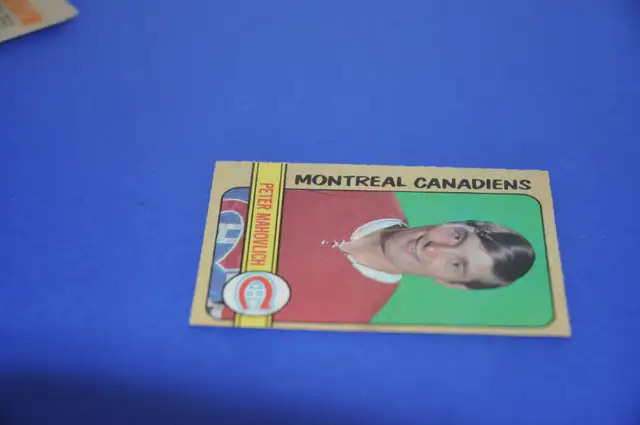 MONTREAL CANADIENS
PETER MAHOVLICH